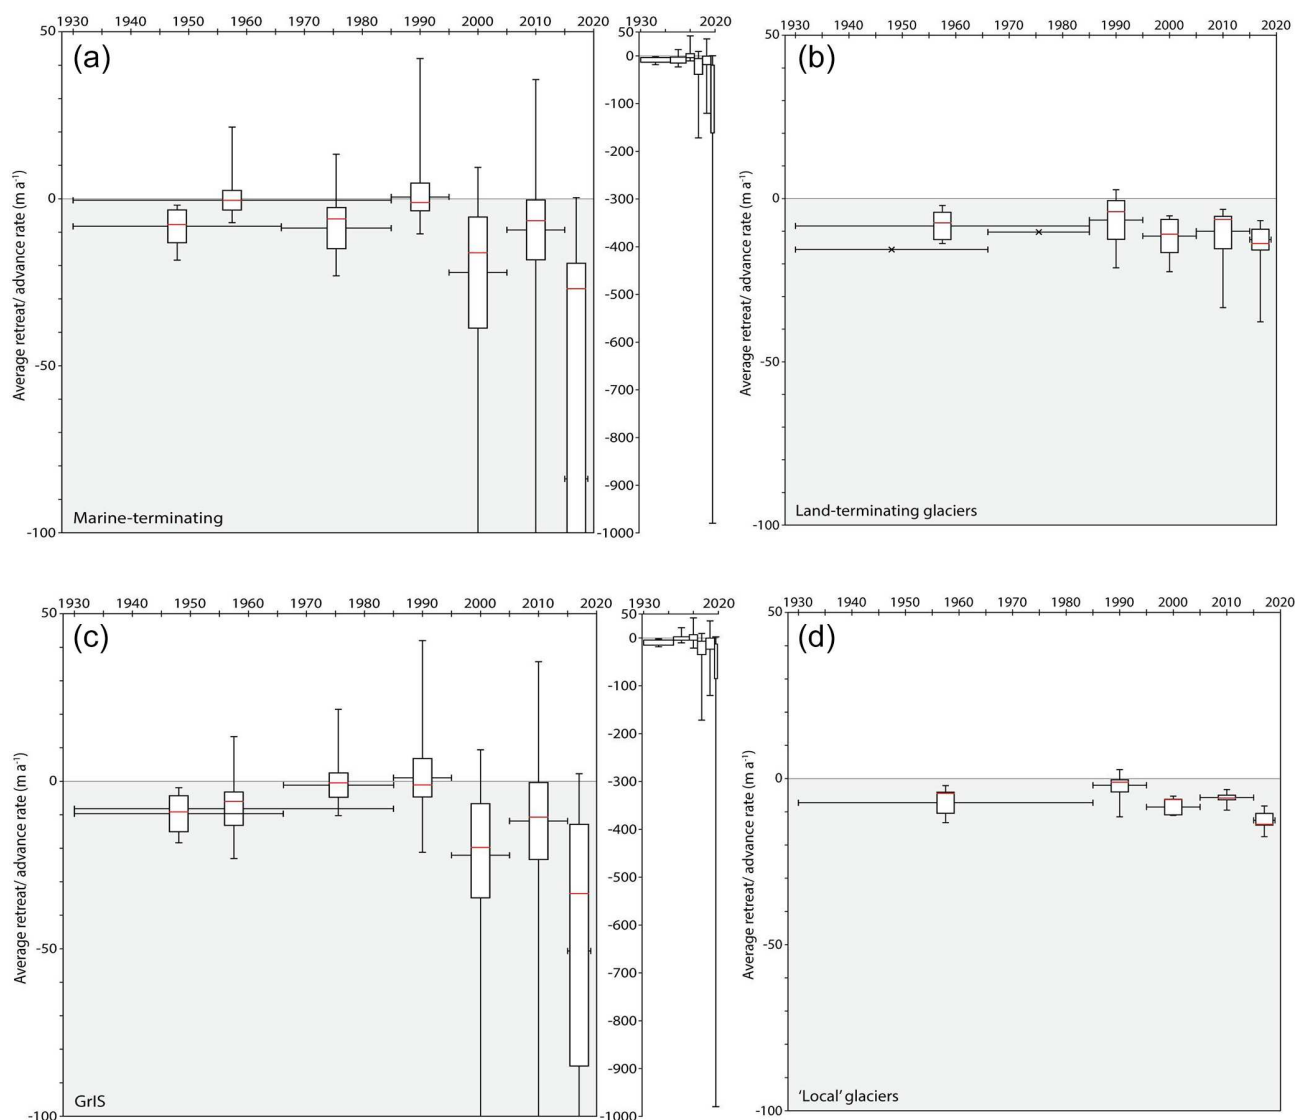 1930 1940 1950 1960 1970 1980 1990 2000 2010 2020
1930 2020
1930 1940 1950 1960 1970 1980 1990 2000 2010 2020
50
50
50
(a)
(b)
0
0
0
-50
-50
-100
-100
-100
-200
-300
-400
-500
-600
-700
-800
-900
-1000
Average retreat/ advance rate (m a⁻¹)
Average retreat/ advance rate (m a⁻¹)
Marine-terminating
Land-terminating glaciers
1930 1940 1950 1960 1970 1980 1990 2000 2010 2020
1930 2020
1930 1940 1950 1960 1970 1980 1990 2000 2010 2020
50
50
50
(c)
(d)
0
0
0
-50
-50
-100
-100
-100
-200
-300
-400
-500
-600
-700
-800
-900
-1000
Average retreat/ advance rate (m a⁻¹)
Average retreat/ advance rate (m a⁻¹)
GrIS
‘Local’ glaciers